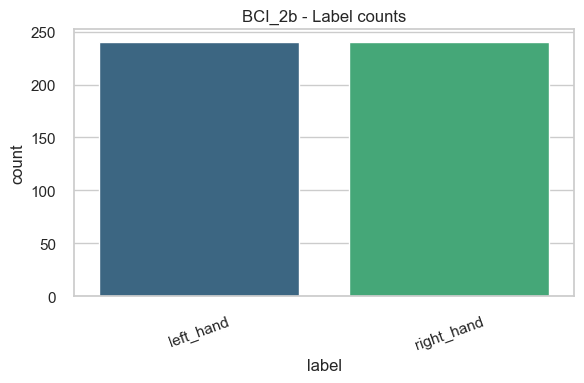 BCI_2b - Label counts
250
200
150
100
50
0
count
left_hand
right_hand
label